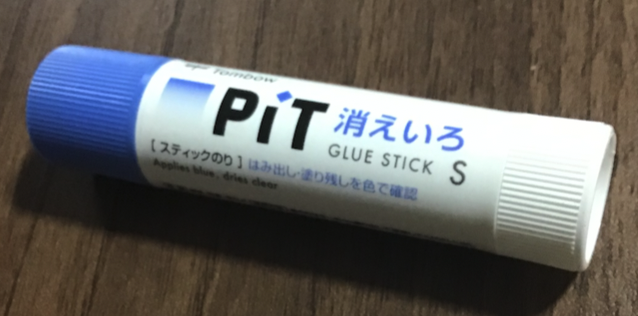 Tombow
PiT 消えいろ
GLUE STICK S
[スティックのり] はみ出し・塗り残しを色で確認
Applies blue, dries clear